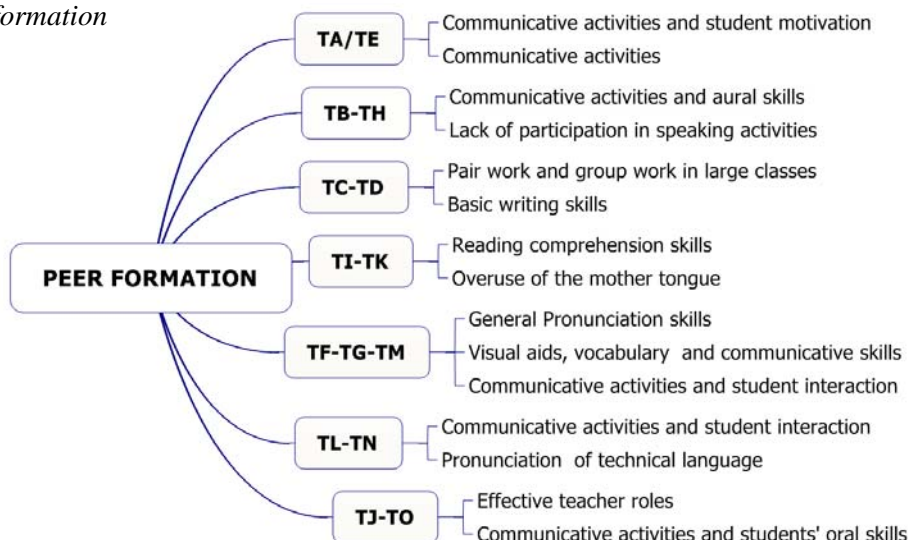 formation
TA/TE
Communicative activities and student motivation
Communicative activities
TB-TH
Communicative activities and aural skills
Lack of participation in speaking activities
TC-TD
Pair work and group work in large classes
Basic writing skills
PEER FORMATION
TI-TK
Reading comprehension skills
Overuse of the mother tongue
TF-TG-TM
General Pronunciation skills
Visual aids, vocabulary and communicative skills
Communicative activities and student interaction
TL-TN
Communicative activities and student interaction
Pronunciation of technical language
TJ-TO
Effective teacher roles
Communicative activities and students' oral skills